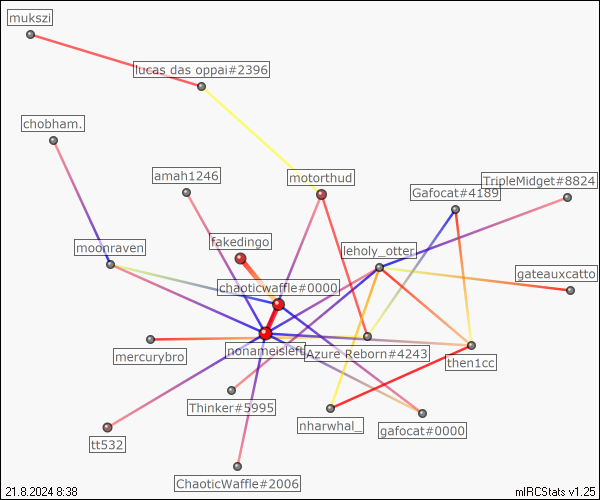 mukszi
lucas das oppai#2396
chobham.
amah1246
motorthud
TripleMidget#8824
Gafocat#4189
fakedingo
moonraven
leholy_otter
gateauxcatto
chaoticwaffle#0000
mercurybro
nonameisleft
Azure Reborn#4243
then1cc
Thinker#5995
nharwhal_
gafocat#0000
tt532
ChaoticWaffle#2006
21.8.2024 8:38
mIRCStats v1.25